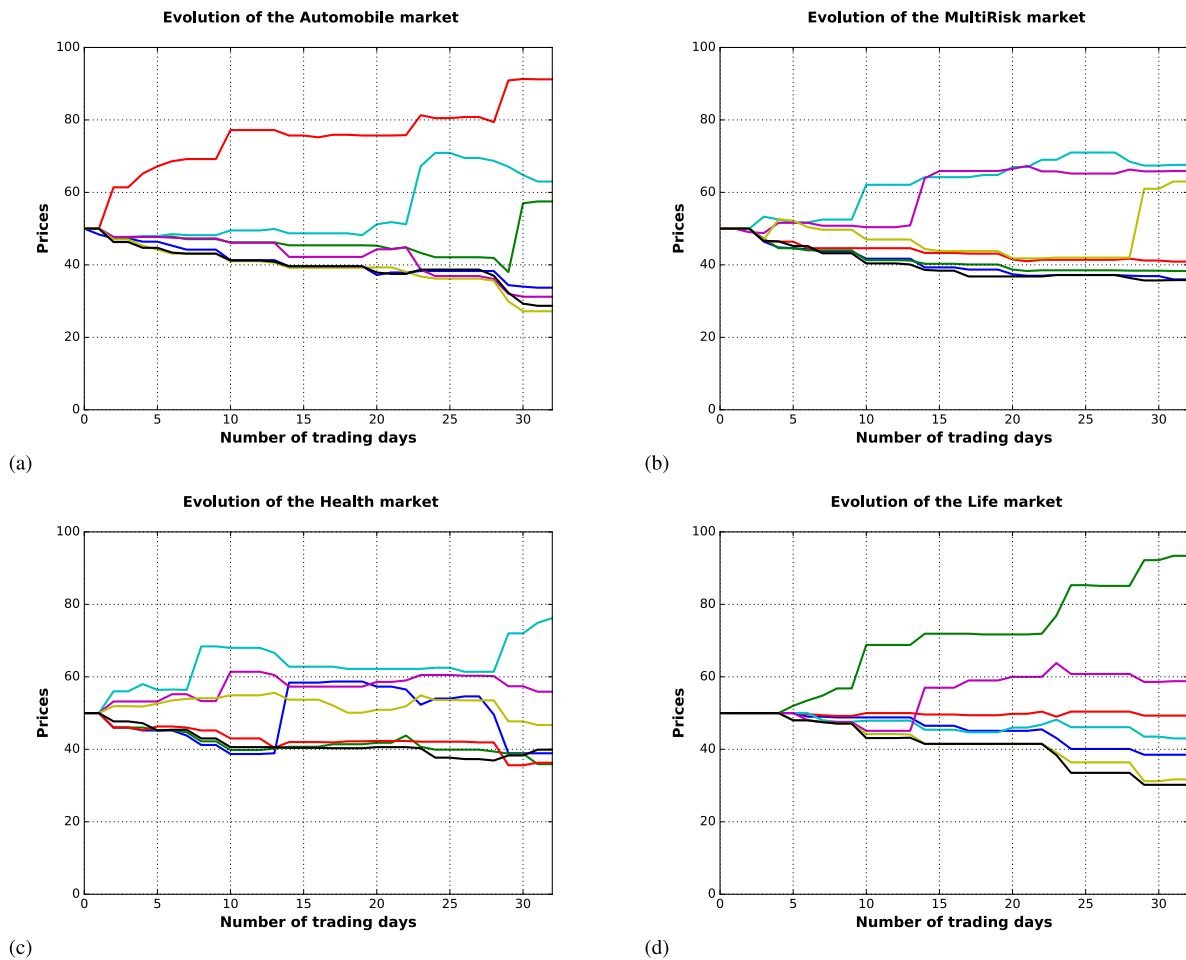 Evolution of the Automobile market
100
80
60
40
20
0
Prices
0 5 10 15 20 25 30
Number of trading days
(a)
Evolution of the MultiRisk market
100
80
60
40
20
0
Prices
0 5 10 15 20 25 30
Number of trading days
(b)
Evolution of the Health market
100
80
60
40
20
0
Prices
0 5 10 15 20 25 30
Number of trading days
(c)
Evolution of the Life market
100
80
60
40
20
0
Prices
0 5 10 15 20 25 30
Number of trading days
(d)